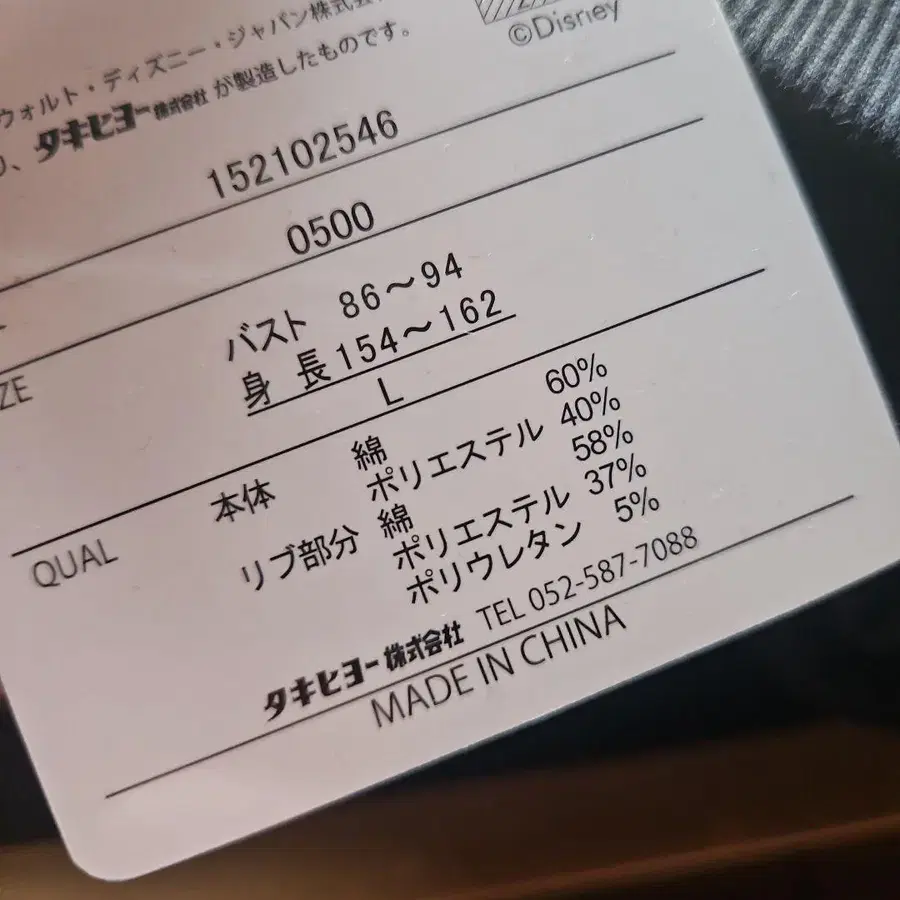 ウォルト・ディズニー・ジャパン株式会
©Disney
、タキヒヨー株式会社が製造したものです。
152102546
0500
ZE
バスト 86～94
身 長 154～162
L
QUAL
本体 綿 60%
ポリエステル 40%
リブ部分 綿 58%
ポリエステル 37%
ポリウレタン 5%
タキヒヨー株式会社 TEL 052-587-7088
MADE IN CHINA